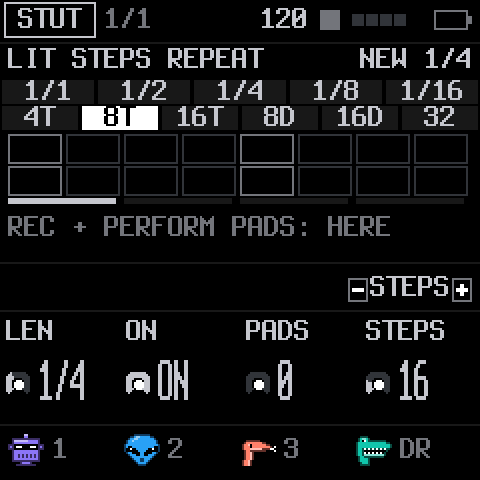 STUT 1/1 120
LIT STEPS REPEAT NEW 1/4
1/1 1/2 1/4 1/8 1/16
4T 8T 16T 8D 16D 32
REC + PERFORM PADS: HERE
-STEPS+
LEN ON PADS STEPS
1/4 ON 0 16
1 2 3 DR